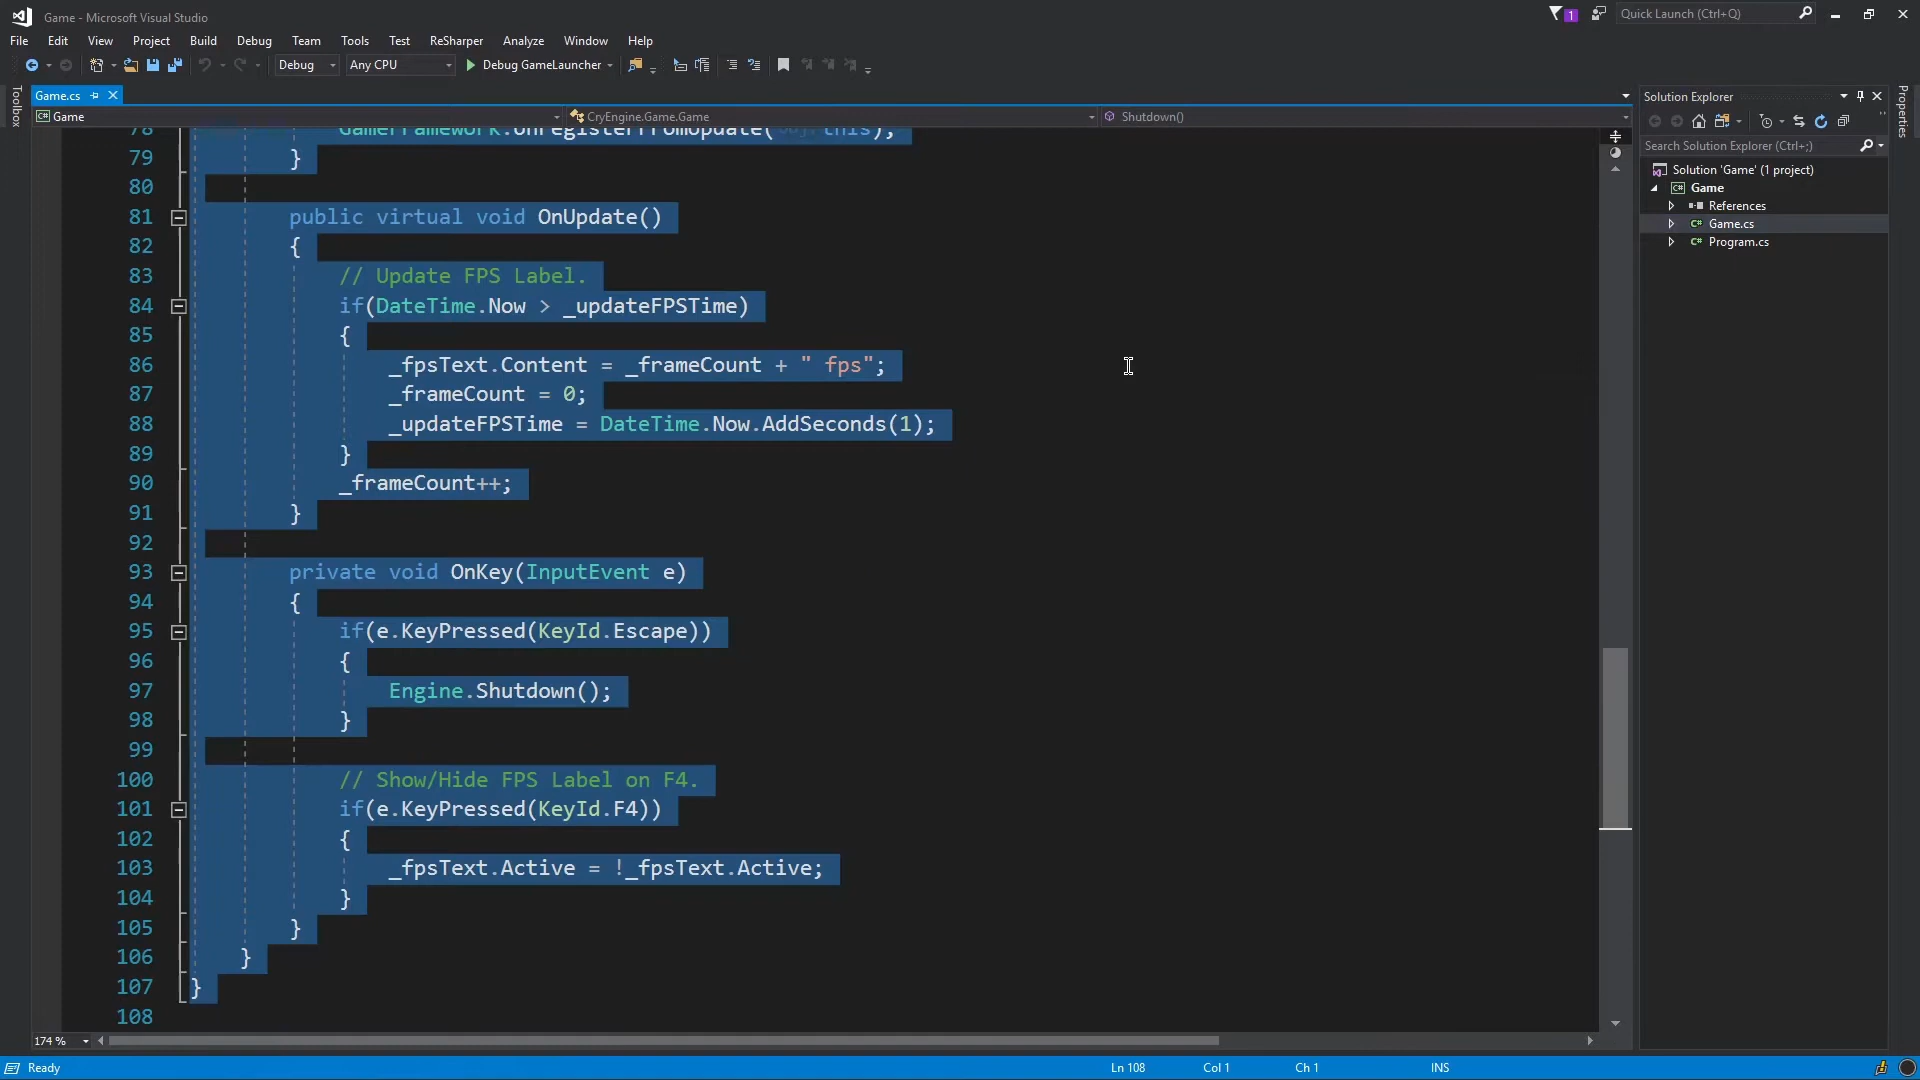 Game - Microsoft Visual Studio
1
Quick Launch (Ctrl+Q)
File Edit View Project Build Debug Team Tools Test ReSharper Analyze Window Help
Debug Any CPU Debug GameLauncher
Toolbox
Game.cs
Solution Explorer
Properties
Game CryEngine.Game.Game Shutdown()
Search Solution Explorer (Ctrl+;)
Solution 'Game' (1 project)
Game
References
Game.cs
Program.cs
78 GameFramework.UnregisterFromUpdate(this);
79 }
80
81 public virtual void OnUpdate()
82 {
83 // Update FPS Label.
84 if(DateTime.Now > _updateFPSTime)
85 {
86 _fpsText.Content = _frameCount + " fps";
87 _frameCount = 0;
88 _updateFPSTime = DateTime.Now.AddSeconds(1);
89 }
90 _frameCount++;
91 }
92
93 private void OnKey(InputEvent e)
94 {
95 if(e.KeyPressed(KeyId.Escape))
96 {
97 Engine.Shutdown();
98 }
99
100 // Show/Hide FPS Label on F4.
101 if(e.KeyPressed(KeyId.F4))
102 {
103 _fpsText.Active = !_fpsText.Active;
104 }
105 }
106 }
107 }
108
174 %
Ready Ln 108 Col 1 Ch 1 INS